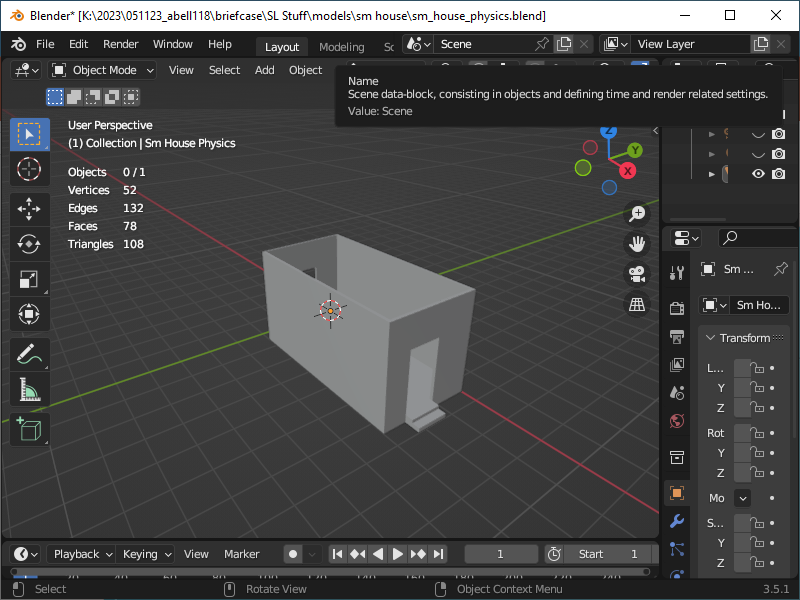 Blender* [K:\2023\051123_abell118\briefcase\SL Stuff\models\sm house\sm_house_physics.blend]
File Edit Render Window Help Layout Modeling Sc Scene View Layer
Object Mode View Select Add Object
Name
Scene data-block, consisting in objects and defining time and render related settings.
Value: Scene
User Perspective
(1) Collection | Sm House Physics
Objects 0/1
Vertices 52
Edges 132
Faces 78
Triangles 108
Z
Y
X
Sm ...
Sm Ho...
Transform
L...
Y
Z
Rot
Y
Z
Mo
S...
Y
Z
Playback Keying View Marker 1 Start 1
Select Rotate View Object Context Menu 3.5.1